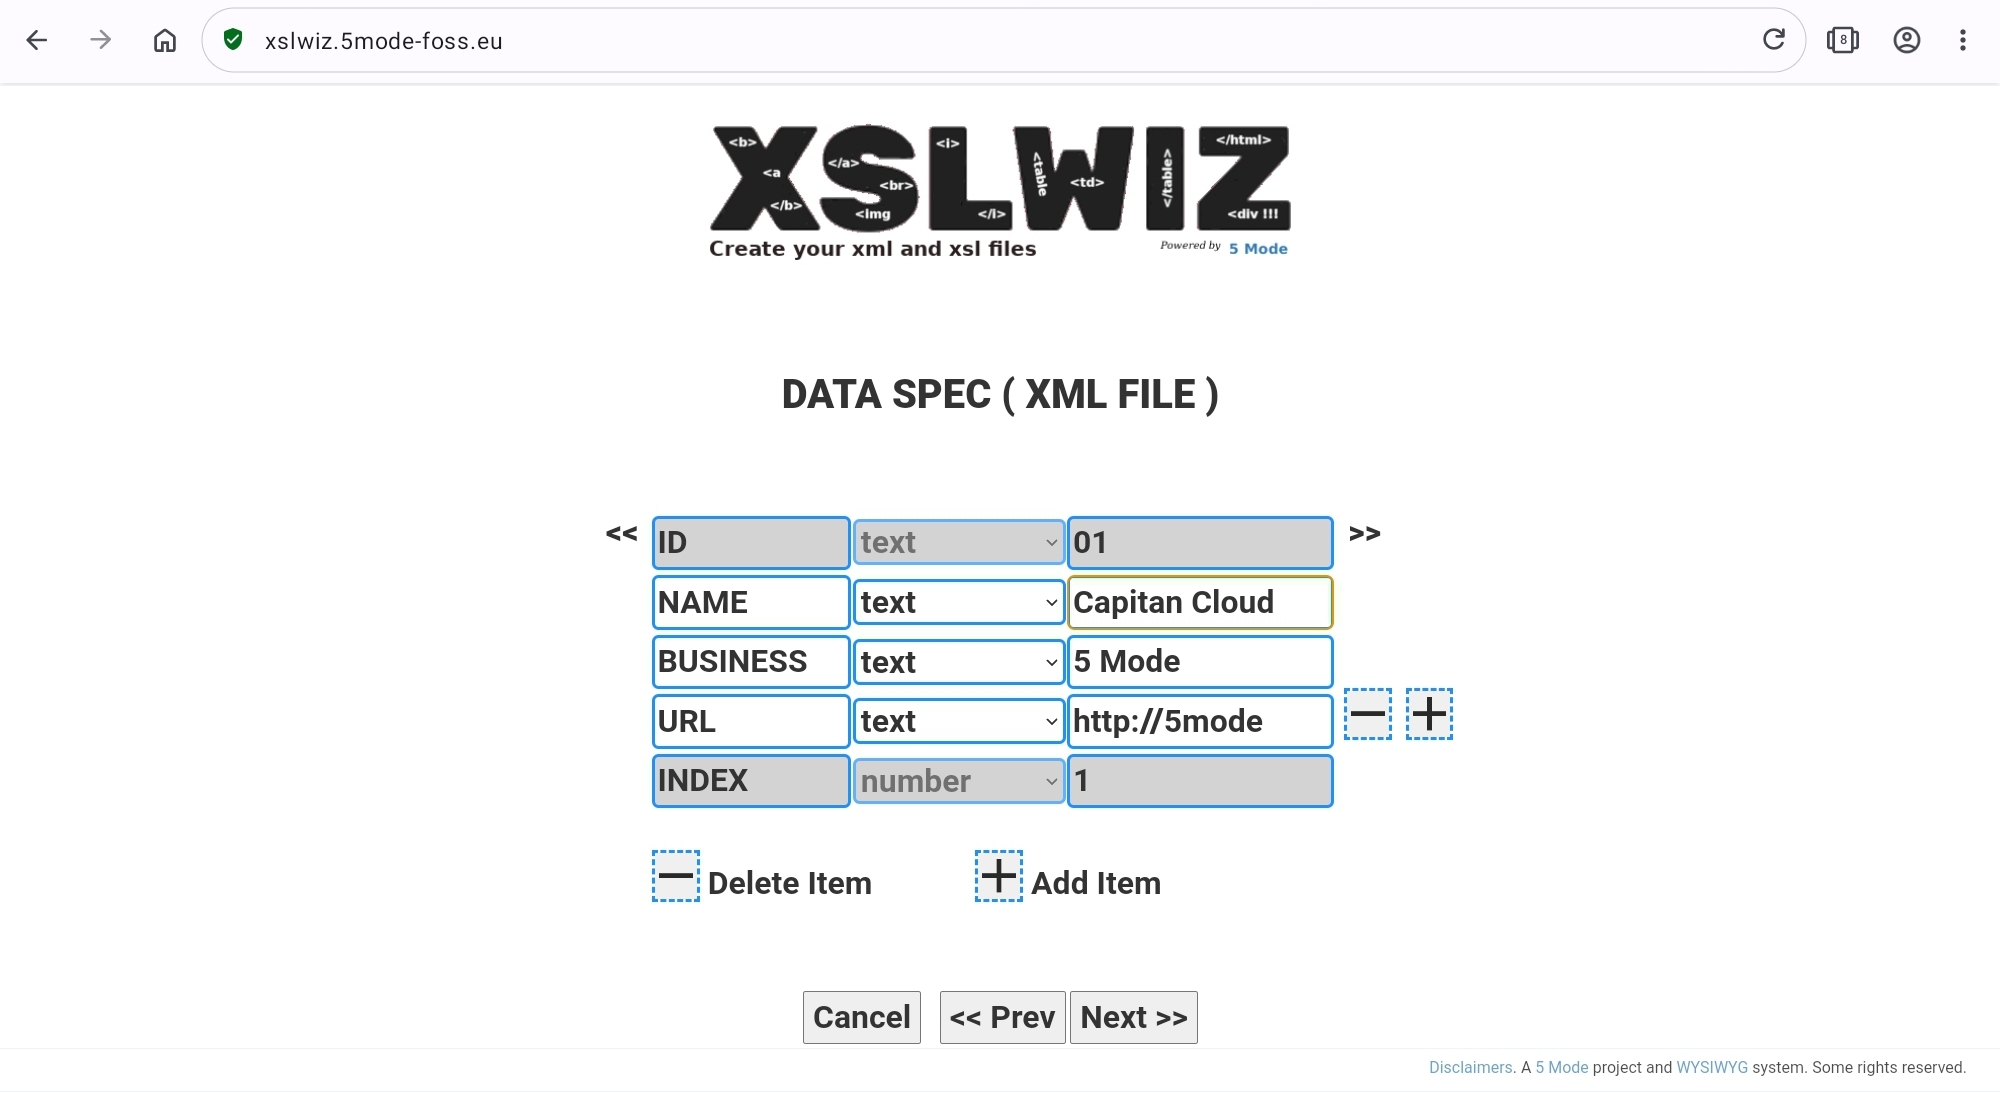 xslwiz.5mode-foss.eu
8
XSLWIZ
<b> <a </b> </a> <br> <img <i> </i> <table <td> </table> </html> <div !!!
Create your xml and xsl files
Powered by 5 Mode
DATA SPEC ( XML FILE )
<< ID text 01 >>
NAME text Capitan Cloud
BUSINESS text 5 Mode
URL text http://5mode
INDEX number 1
Delete Item Add Item
Cancel << Prev Next >>
Disclaimers. A 5 Mode project and WYSIWYG system. Some rights reserved.